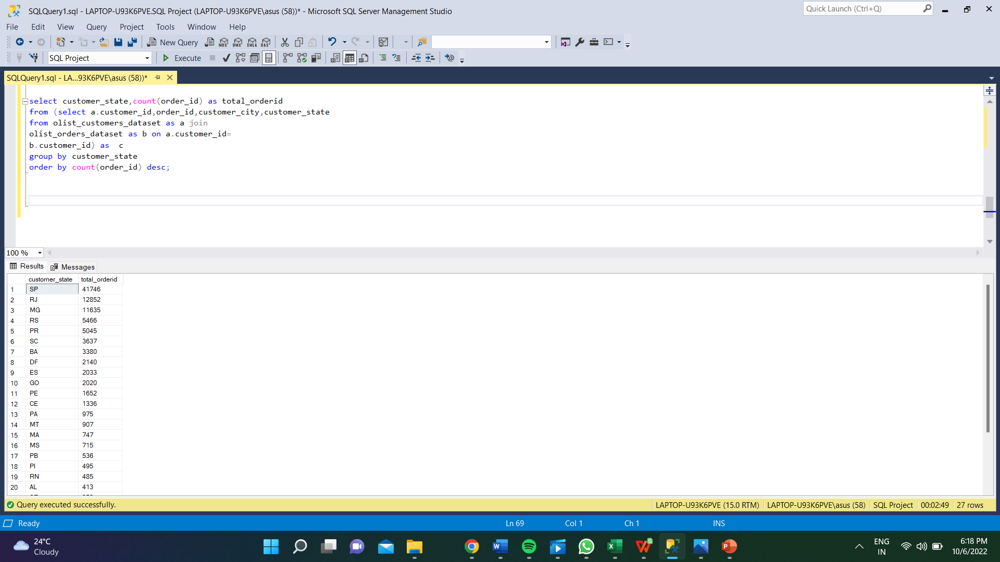 SQLQuery1.sql - LAPTOP-U93K6PVE.SQL Project (LAPTOP-U93K6PVE\asus (58))* - Microsoft SQL Server Management Studio
Quick Launch (Ctrl+Q)
File Edit View Query Project Tools Window Help
New Query MDX DMX XMLA DAX
SQL Project Execute
SQLQuery1.sql - LA...93K6PVE\asus (58))*
select customer_state,count(order_id) as total_orderid
from (select a.customer_id,order_id,customer_city,customer_state
from olist_customers_dataset as a join
olist_orders_dataset as b on a.customer_id=
b.customer_id) as  c
group by customer_state
order by count(order_id) desc;
100 %
Results Messages
customer_state total_orderid
1 SP 41746
2 RJ 12852
3 MG 11635
4 RS 5466
5 PR 5045
6 SC 3637
7 BA 3380
8 DF 2140
9 ES 2033
10 GO 2020
11 PE 1652
12 CE 1336
13 PA 975
14 MT 907
15 MA 747
16 MS 715
17 PB 536
18 PI 495
19 RN 485
20 AL 413
Query executed successfully. LAPTOP-U93K6PVE (15.0 RTM) LAPTOP-U93K6PVE\asus (58) SQL Project 00:02:49 27 rows
Ready Ln 69 Col 1 Ch 1 INS
24°C
Cloudy
ENG
IN
6:18 PM
10/6/2022